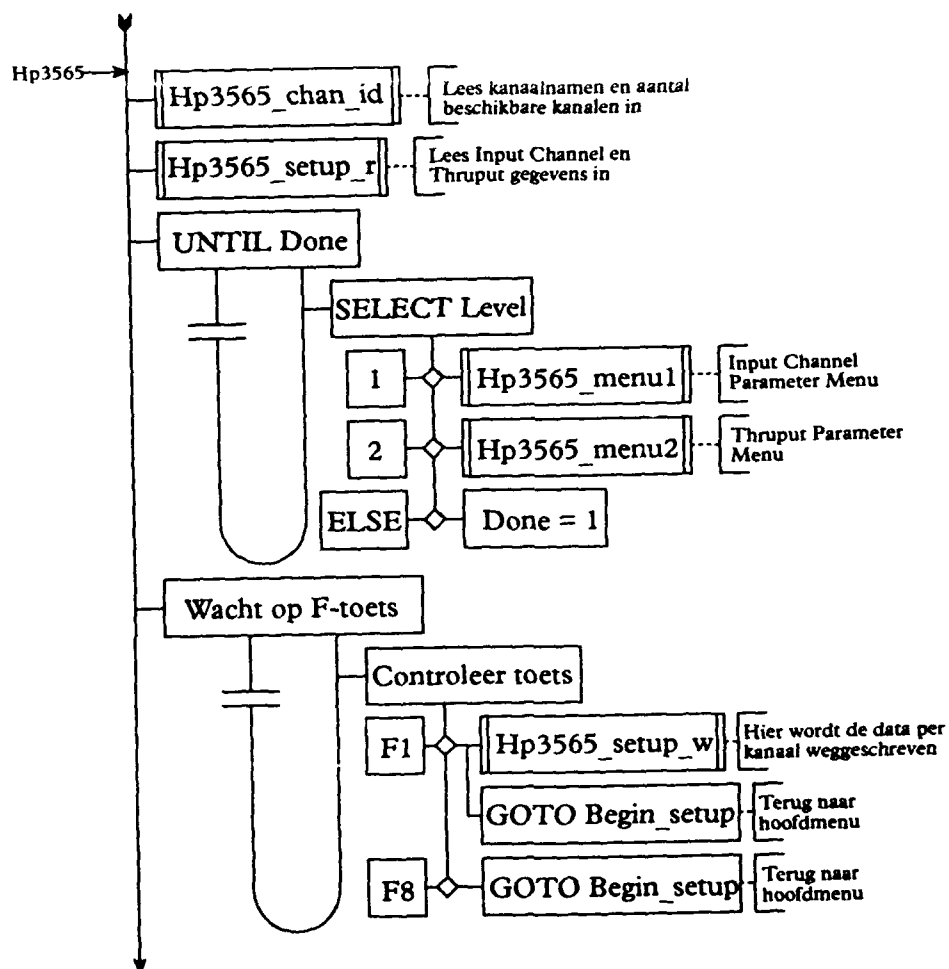 Hp3565
Hp3565_chan_id
Lees kanaalnamen en aantal
beschikbare kanalen in
Hp3565_setup_r
Lees Input Channel en
Thruput gegevens in
UNTIL Done
SELECT Level
1
Hp3565_menu1
Input Channel
Parameter Menu
2
Hp3565_menu2
Thruput Parameter
Menu
ELSE
Done = 1
Wacht op F-toets
Controleer toets
F1
Hp3565_setup_w
Hier wordt de data per
kanaal weggeschreven
GOTO Begin_setup
Terug naar
hoofdmenu
F8
GOTO Begin_setup
Terug naar
hoofdmenu